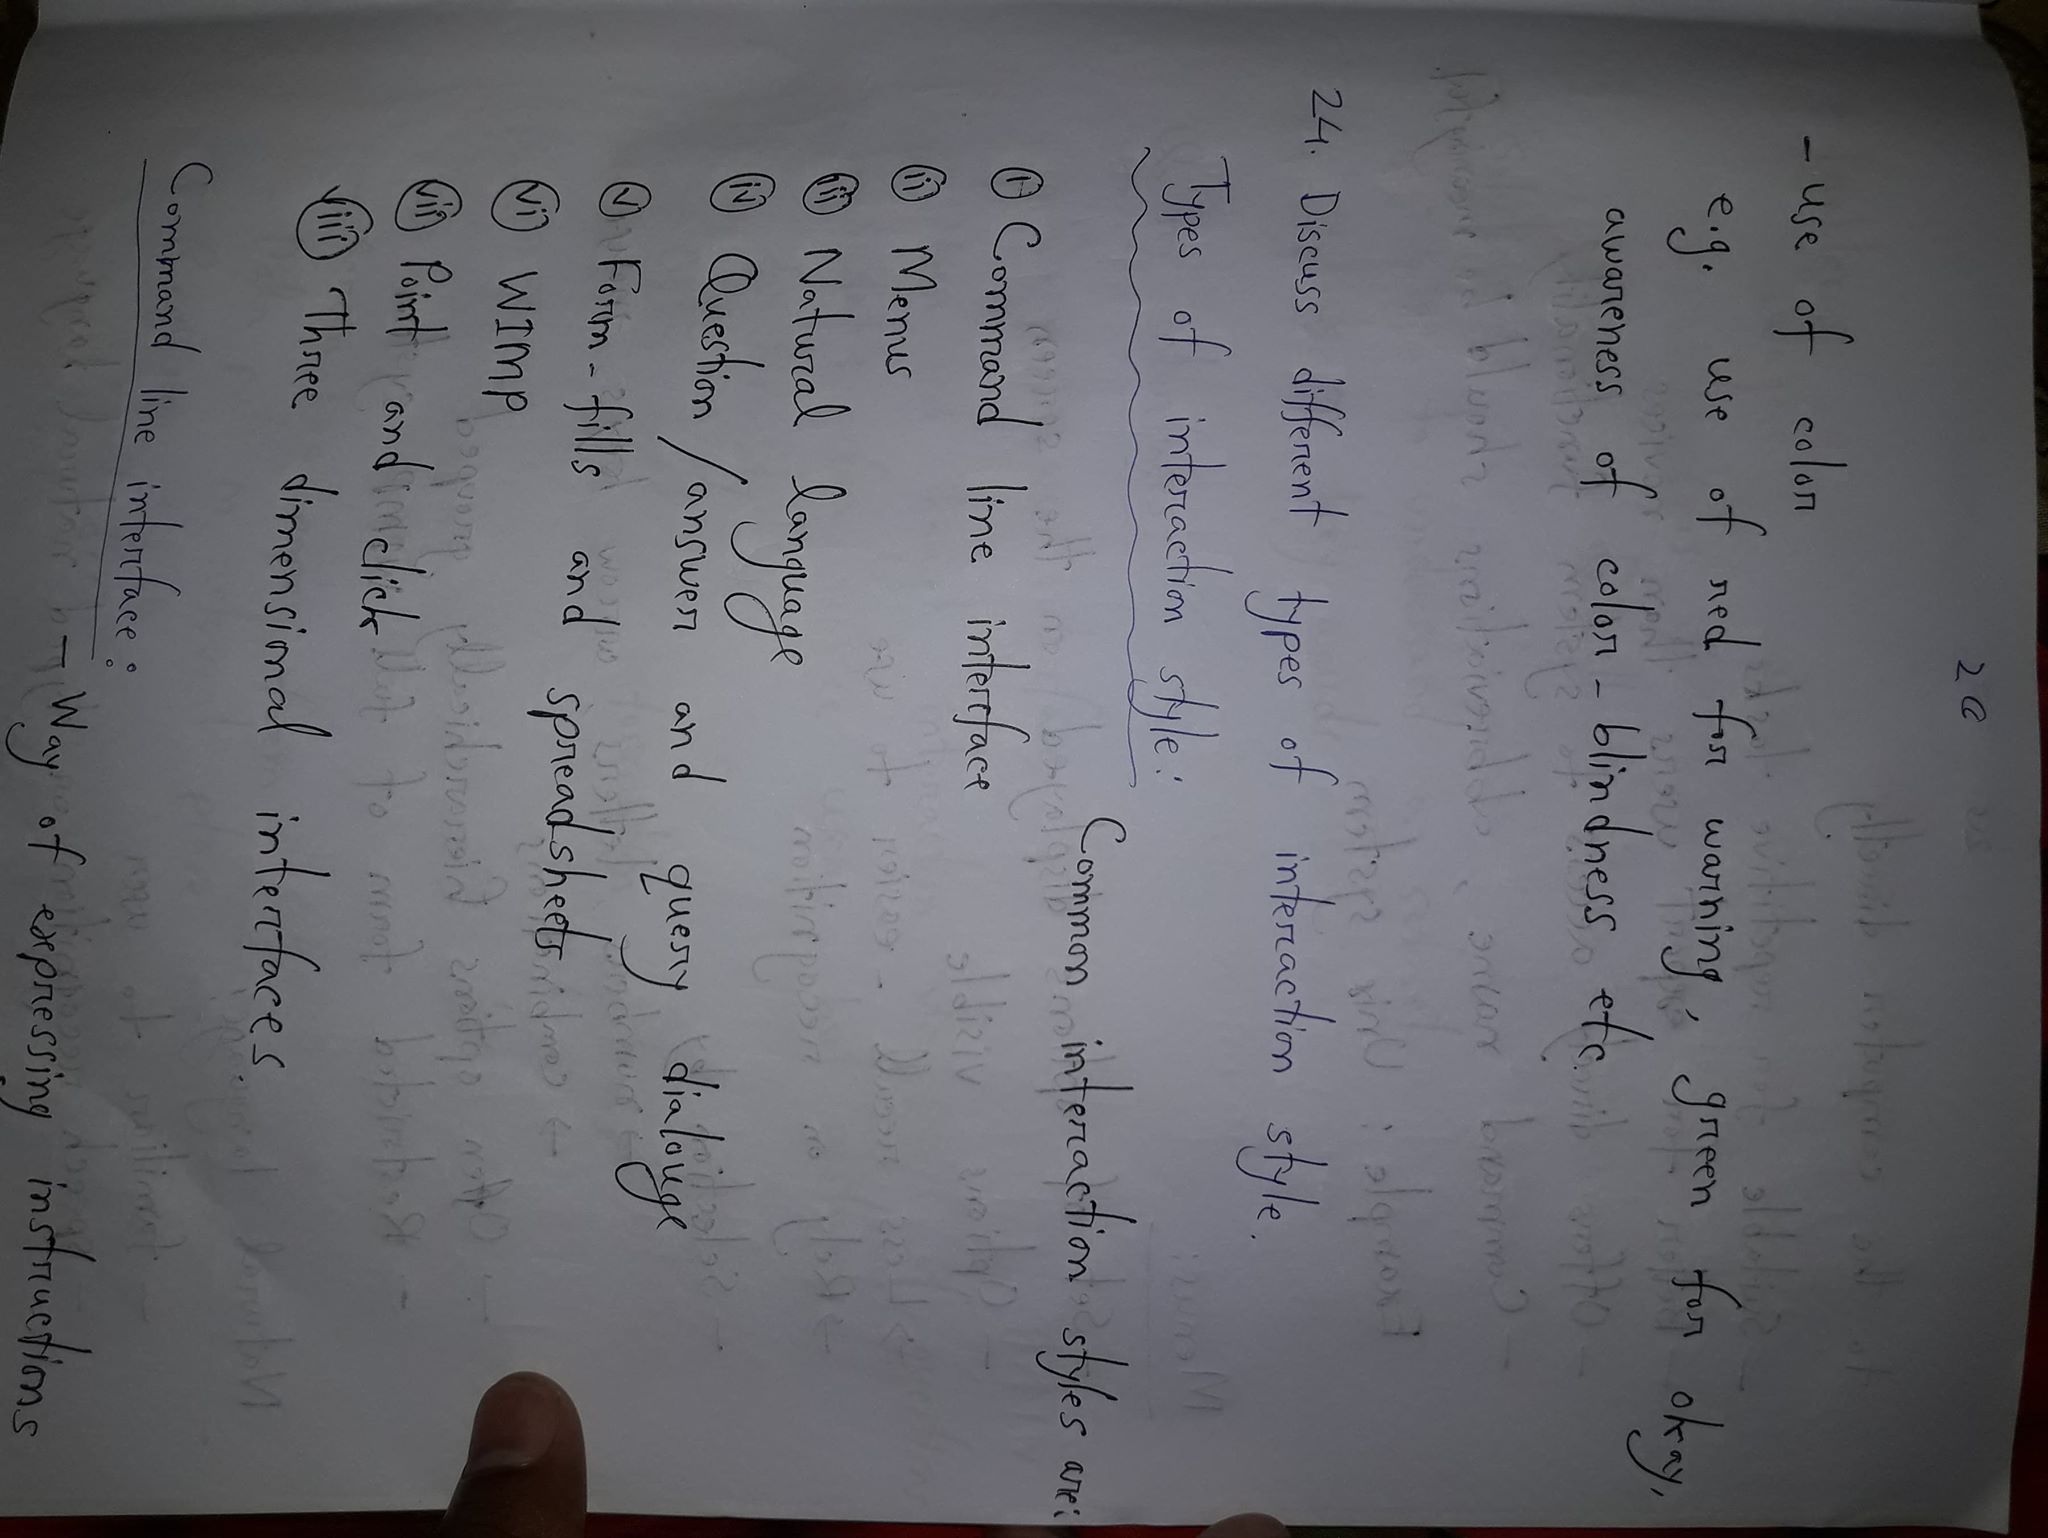 26
- use of color
e.g. use of red for warning, green for okay,
awareness of color-blindness etc.
24. Discuss different types of interaction style.
Types of interaction style:
Common interaction styles are:
i Command line interface
ii Menus
iii Natural language
iv Question/answer and query dialouge
v Form-fills and spreadsheets
vi WIMP
vii Point and click
viii Three dimensional interfaces.
Command line interface:
- Way of expressing instructions